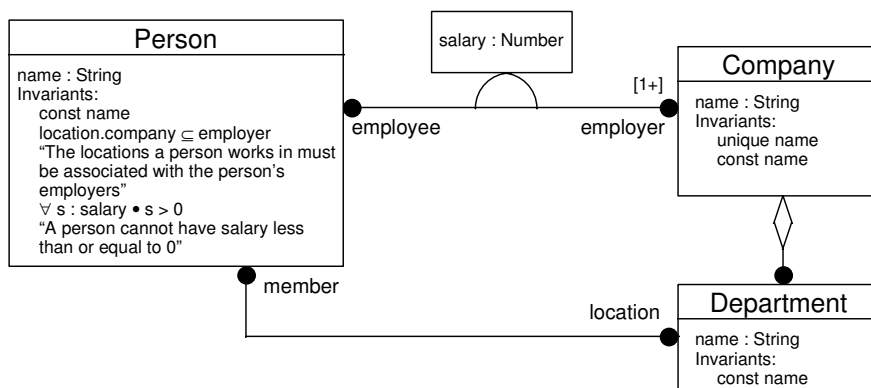 Person
name : String
Invariants:
const name
location.company ⊆ employer
“The locations a person works in must
be associated with the person’s
employers”
∀ s : salary • s > 0
“A person cannot have salary less
than or equal to 0”
salary : Number
employee
[1+]
employer
Company
name : String
Invariants:
unique name
const name
member
location
Department
name : String
Invariants:
const name